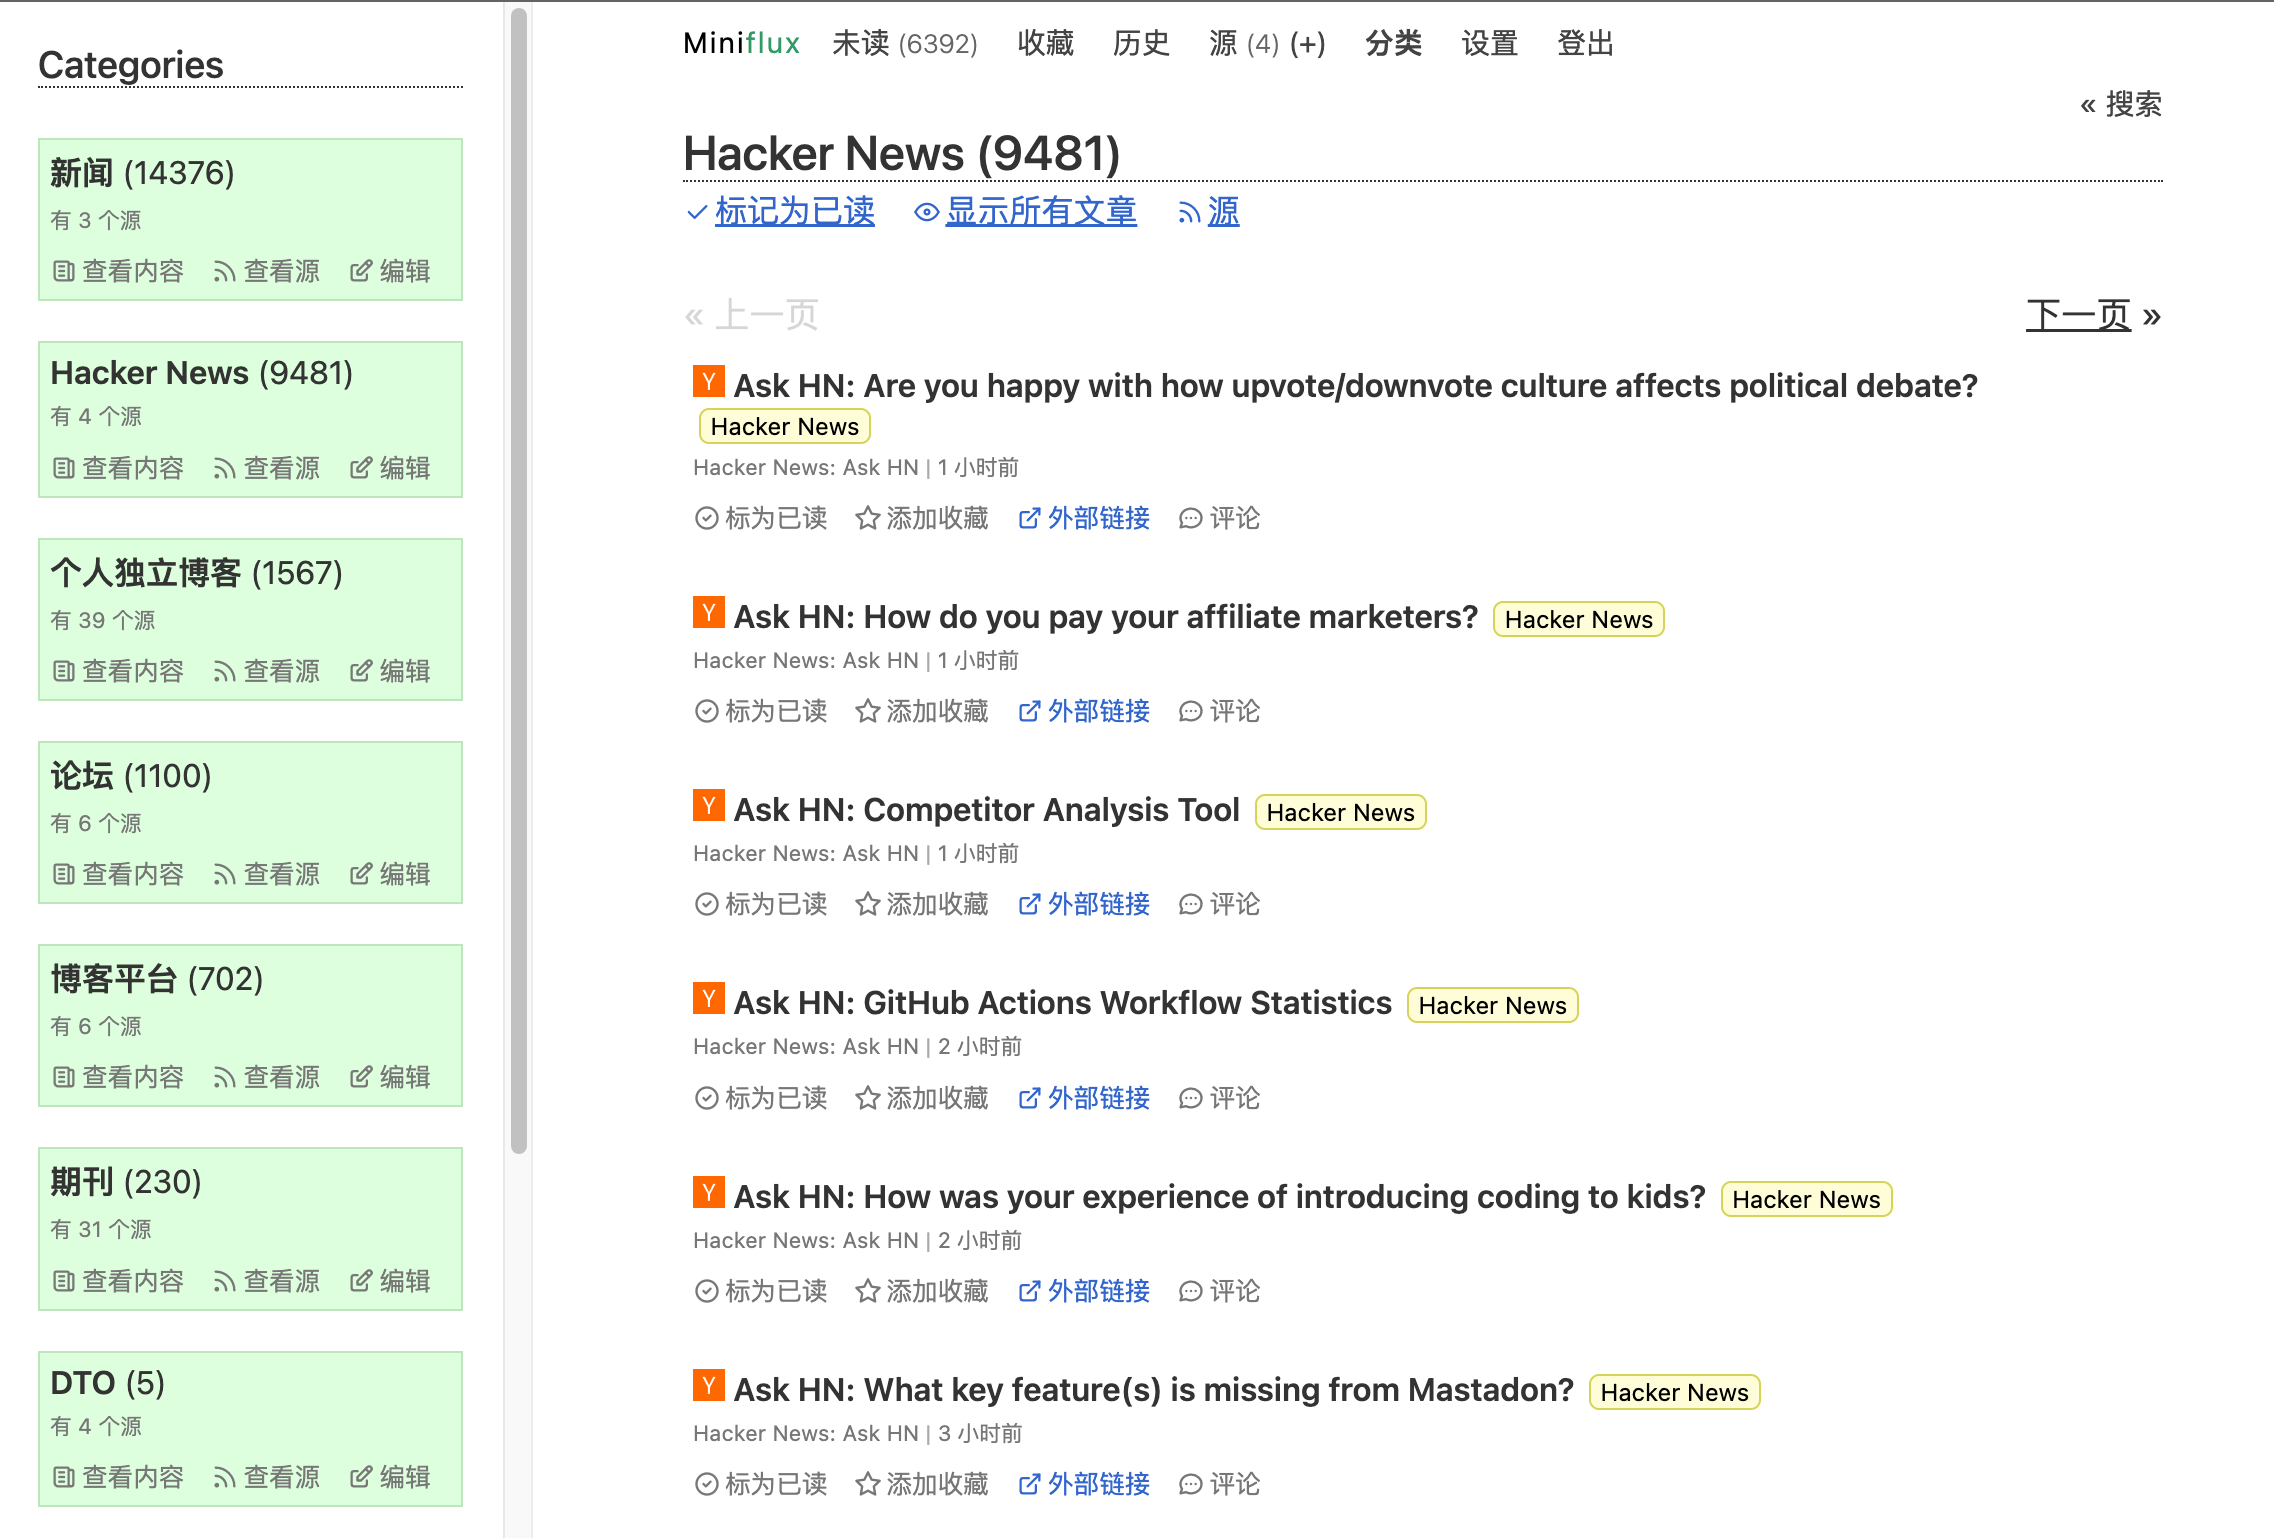 Categories
新闻 (14376)
有 3 个源
查看内容 查看源 编辑
Hacker News (9481)
有 4 个源
查看内容 查看源 编辑
个人独立博客 (1567)
有 39 个源
查看内容 查看源 编辑
论坛 (1100)
有 6 个源
查看内容 查看源 编辑
博客平台 (702)
有 6 个源
查看内容 查看源 编辑
期刊 (230)
有 31 个源
查看内容 查看源 编辑
DTO (5)
有 4 个源
查看内容 查看源 编辑
Miniflux 未读 (6392) 收藏 历史 源 (4) (+) 分类 设置 登出
« 搜索
Hacker News (9481)
标记为已读 显示所有文章 源
« 上一页 下一页 »
Y Ask HN: Are you happy with how upvote/downvote culture affects political debate?
Hacker News
Hacker News: Ask HN | 1 小时前
标为已读 添加收藏 外部链接 评论
Y Ask HN: How do you pay your affiliate marketers? Hacker News
Hacker News: Ask HN | 1 小时前
标为已读 添加收藏 外部链接 评论
Y Ask HN: Competitor Analysis Tool Hacker News
Hacker News: Ask HN | 1 小时前
标为已读 添加收藏 外部链接 评论
Y Ask HN: GitHub Actions Workflow Statistics Hacker News
Hacker News: Ask HN | 2 小时前
标为已读 添加收藏 外部链接 评论
Y Ask HN: How was your experience of introducing coding to kids? Hacker News
Hacker News: Ask HN | 2 小时前
标为已读 添加收藏 外部链接 评论
Y Ask HN: What key feature(s) is missing from Mastadon? Hacker News
Hacker News: Ask HN | 3 小时前
标为已读 添加收藏 外部链接 评论